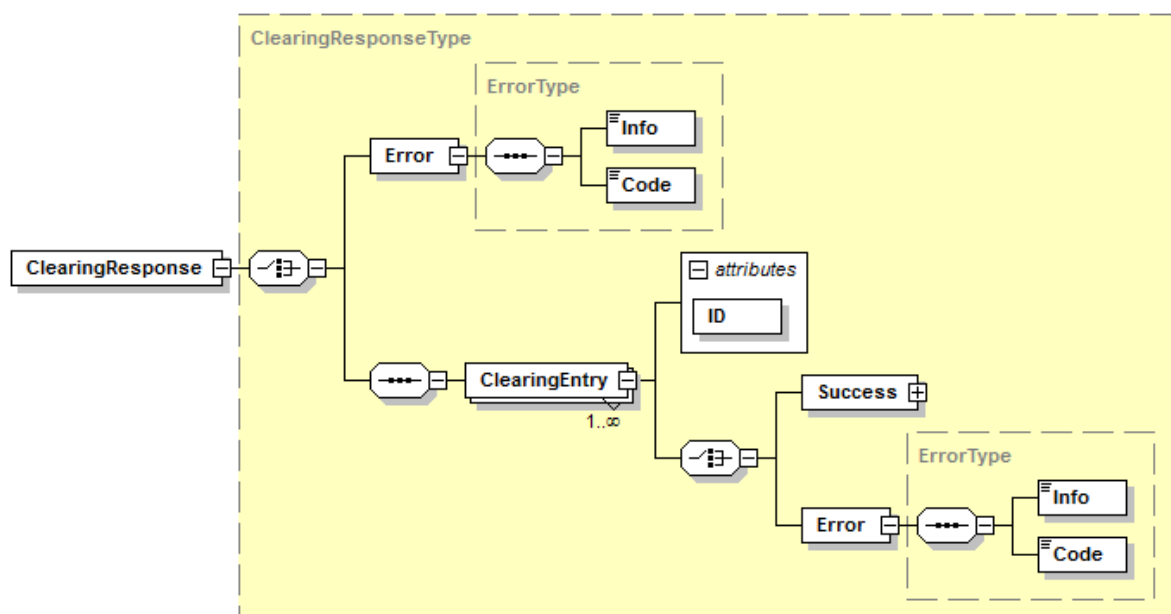 ClearingResponseType
ErrorType
Info
Error
Code
ClearingResponse
attributes
ID
ClearingEntry
1..∞
Success
ErrorType
Info
Error
Code